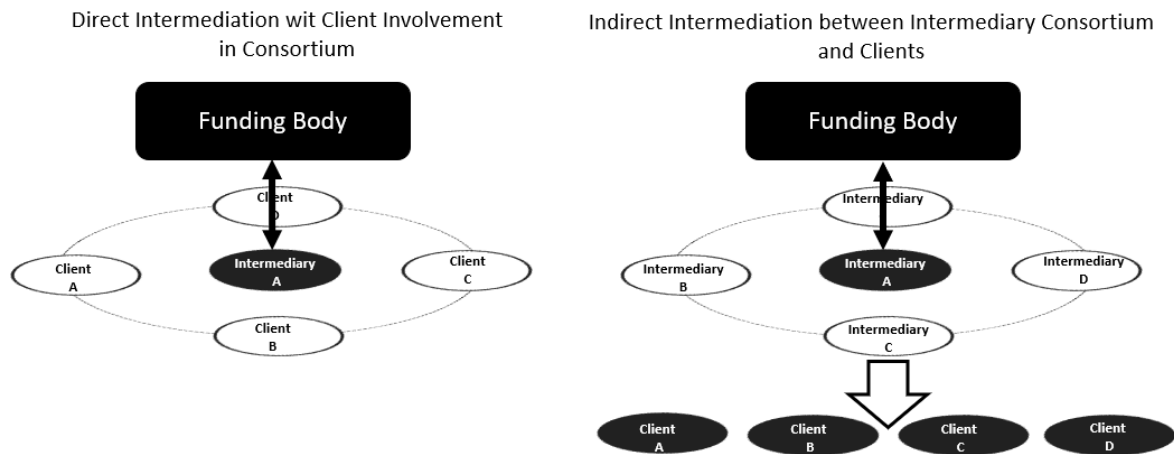 Direct Intermediation wit Client Involvement
in Consortium
Funding Body
Client
D
Client
A
Intermediary
A
Client
C
Client
B
Indirect Intermediation between Intermediary Consortium
and Clients
Funding Body
Intermediary
Intermediary
B
Intermediary
A
Intermediary
D
Intermediary
C
Client
A
Client
B
Client
C
Client
D